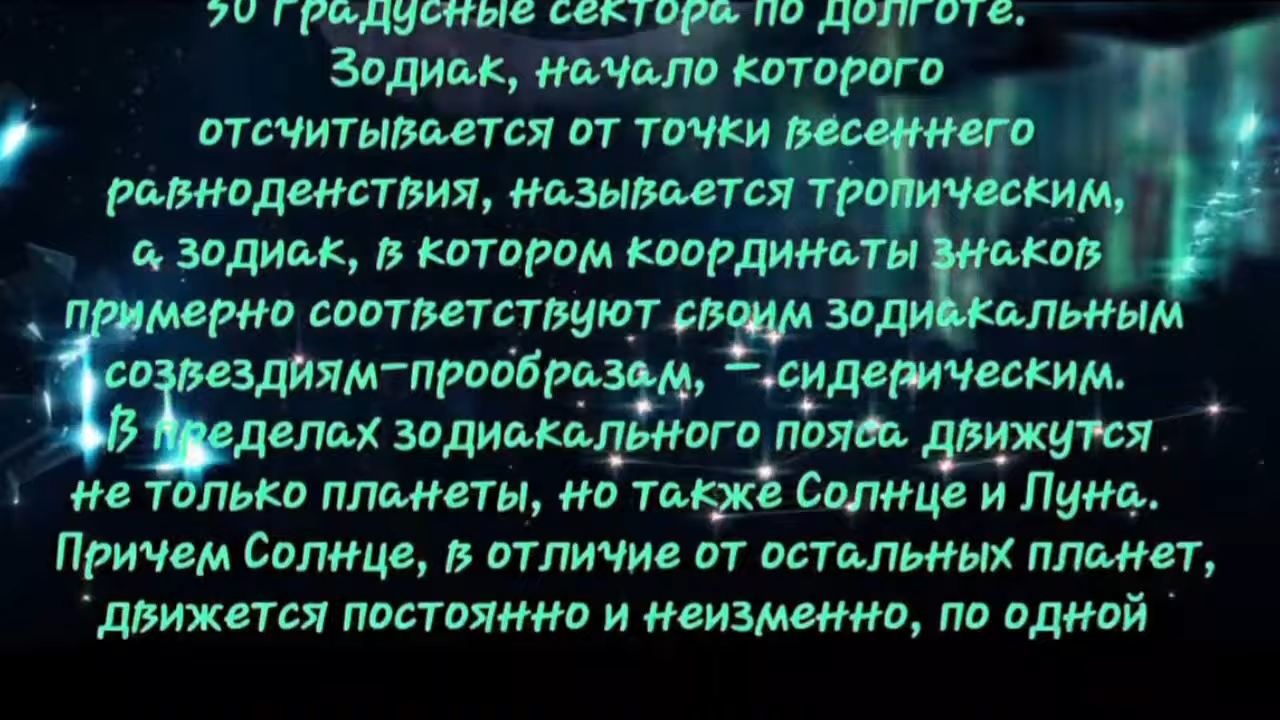 30 градусные сектора по долготе.
Зодиак, начало которого
отсчитывается от точки весеннего
равноденствия, называется тропическим,
а зодиак, в котором координаты знаков
примерно соответствуют своим зодиакальным
созвездиям-прообразам, – сидерическим.
В пределах зодиакального пояса движутся
не только планеты, но также Солнце и Луна.
Причем Солнце, в отличие от остальных планет,
движется постоянно и неизменно, по одной